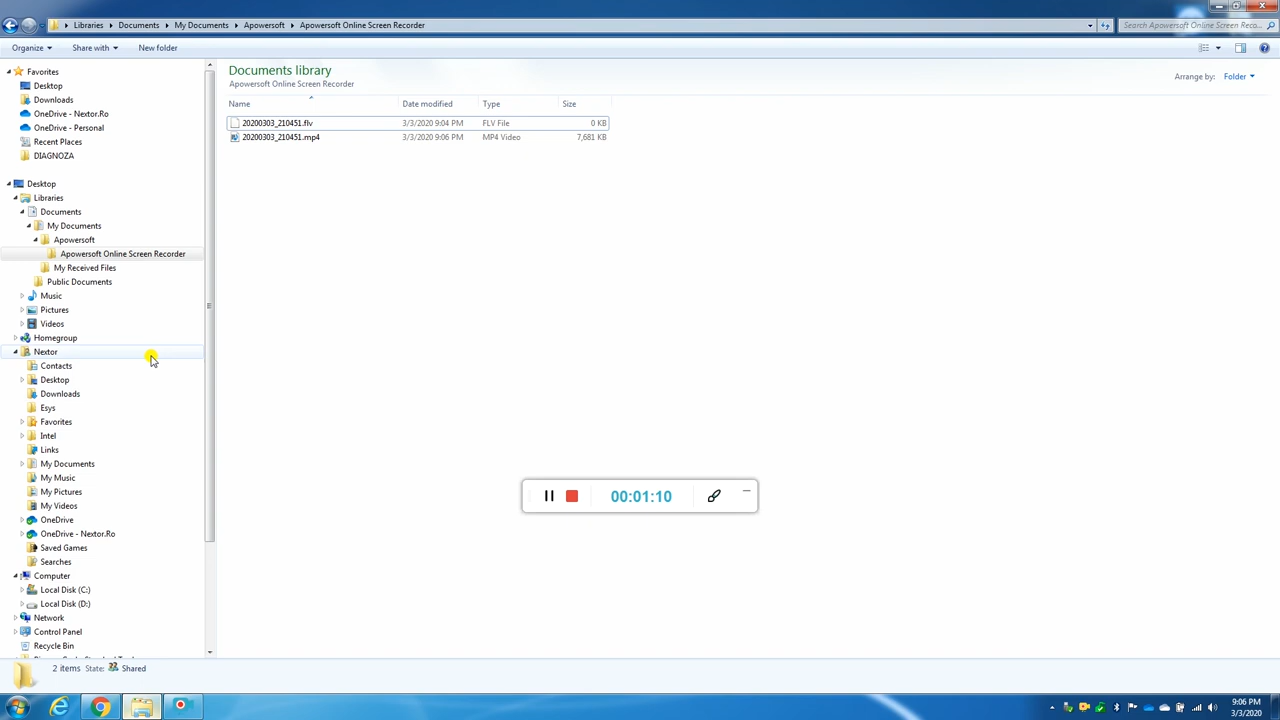 Libraries Documents My Documents Apowersoft Apowersoft Online Screen Recorder
Search Apowersoft Online Screen Reco...
Organize Share with New folder
Favorites
Desktop
Downloads
OneDrive - Nextor.Ro
OneDrive - Personal
Recent Places
DIAGNOZA
Desktop
Libraries
Documents
My Documents
Apowersoft
Apowersoft Online Screen Recorder
My Received Files
Public Documents
Music
Pictures
Videos
Homegroup
Nextor
Contacts
Desktop
Downloads
Esys
Favorites
Intel
Links
My Documents
My Music
My Pictures
My Videos
OneDrive
OneDrive - Nextor.Ro
Saved Games
Searches
Computer
Local Disk (C:)
Local Disk (D:)
Network
Control Panel
Recycle Bin
Documents library
Apowersoft Online Screen Recorder
Arrange by: Folder
Name Date modified Type Size
20200303_210451.flv 3/3/2020 9:04 PM FLV File 0 KB
20200303_210451.mp4 3/3/2020 9:06 PM MP4 Video 7,681 KB
00:01:10
2 items State: Shared
9:06 PM
3/3/2020